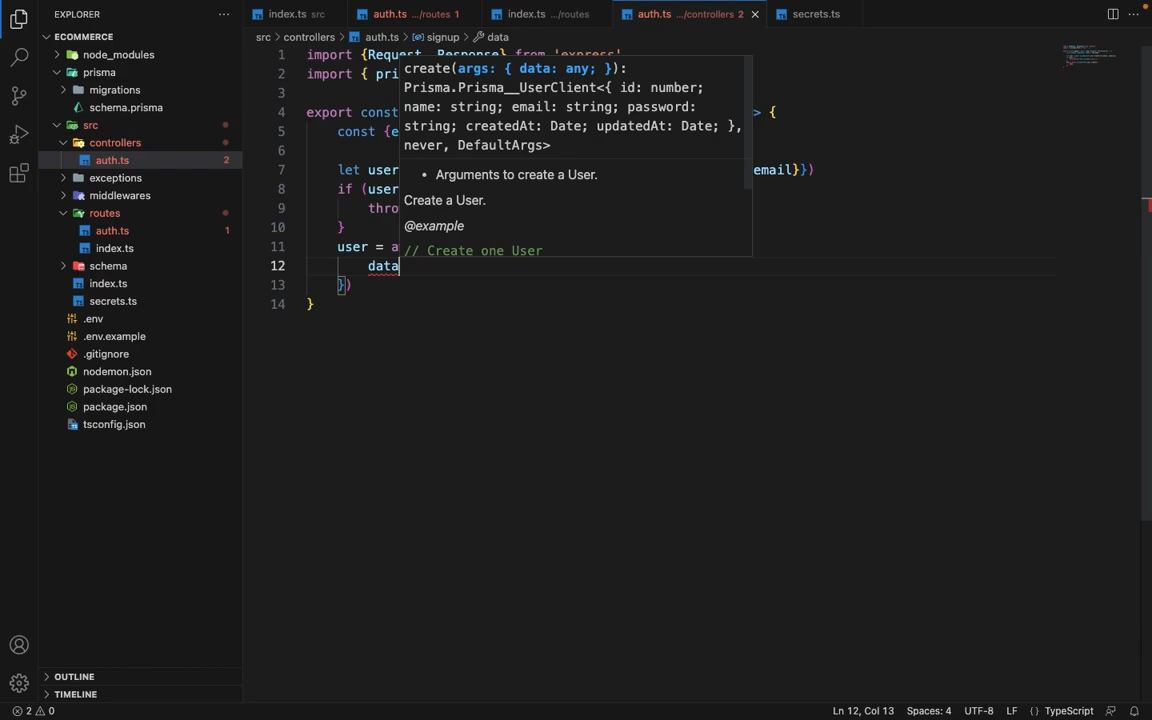 EXPLORER
index.ts src
auth.ts .../routes 1
index.ts .../routes
auth.ts .../controllers 2
secrets.ts
src > controllers > auth.ts > signup > data
ECOMMERCE
node_modules
prisma
migrations
schema.prisma
src
controllers
auth.ts 2
exceptions
middlewares
routes
auth.ts 1
index.ts
schema
index.ts
secrets.ts
.env
.env.example
.gitignore
nodemon.json
package-lock.json
package.json
tsconfig.json
OUTLINE
TIMELINE
1 import {Request, Response} from 'express'
2 import { pri
3
4 export const > {
5 const {e
6
7 let user email}})
8 if (user
9 thro
10 }
11 user = a
12 data
13 })
14 }
create(args: { data: any; }):
Prisma.Prisma__UserClient<{ id: number;
name: string; email: string; password:
string; createdAt: Date; updatedAt: Date; },
never, DefaultArgs>
• Arguments to create a User.
Create a User.
@example
// Create one User
2 0
Ln 12, Col 13
Spaces: 4
UTF-8
LF
{ } TypeScript